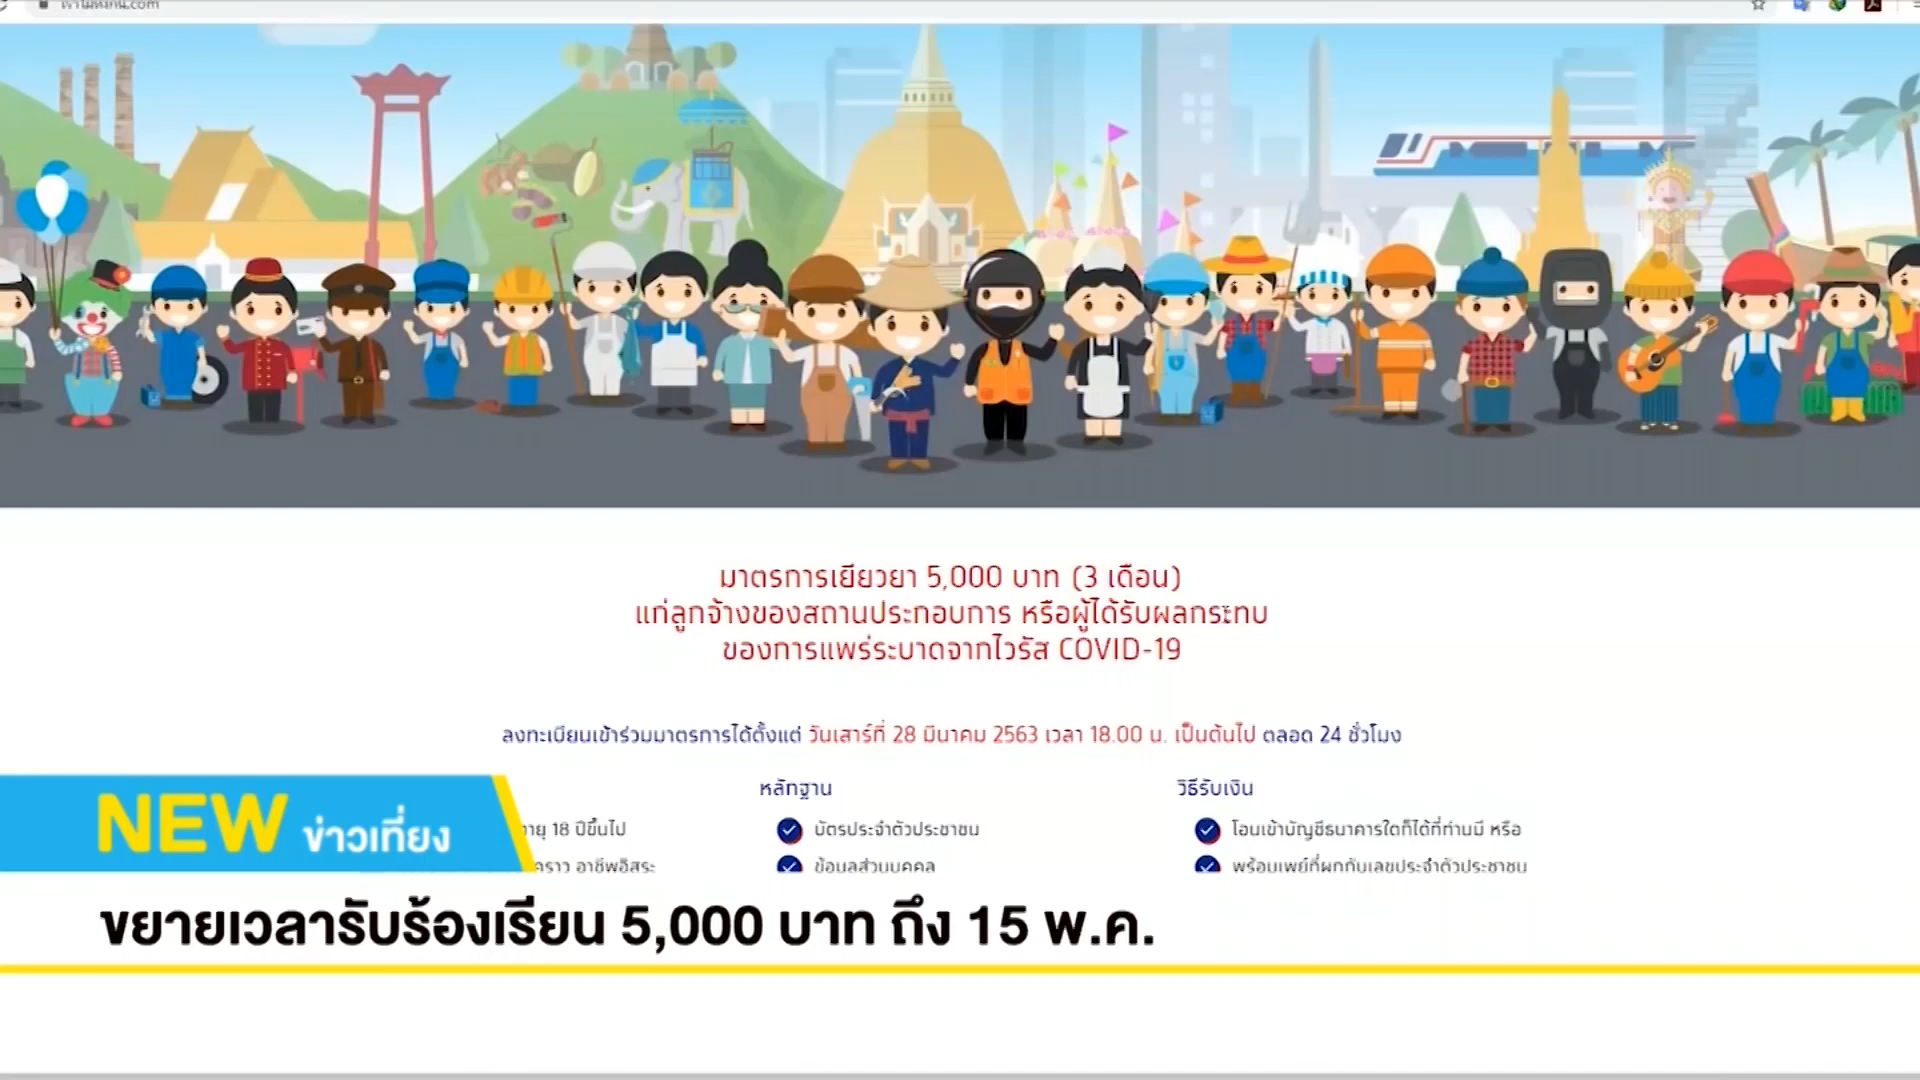 มาตรการเยียวยา 5,000 บาท (3 เดือน)
แก่ลูกจ้างของสถานประกอบการ หรือผู้ได้รับผลกระทบ
ของการแพร่ระบาดจากไวรัส COVID-19
ลงทะเบียนเข้าร่วมมาตรการได้ตั้งแต่ วันเสาร์ที่ 28 มีนาคม 2563 เวลา 18.00 น. เป็นต้นไป ตลอด 24 ชั่วโมง
หลักฐาน
วิธีรับเงิน
อายุ 18 ปีขึ้นไป
บัตรประจำตัวประชาชน
โอนเข้าบัญชีธนาคารใดก็ได้ที่ท่านมี หรือ
อาชีพอิสระ
ข้อมูลส่วนบุคคล
พร้อมเพย์ที่ผูกกับเลขประจำตัวประชาชน
NEW ข่าวเที่ยง
ขยายเวลารับร้องเรียน 5,000 บาท ถึง 15 พ.ค.